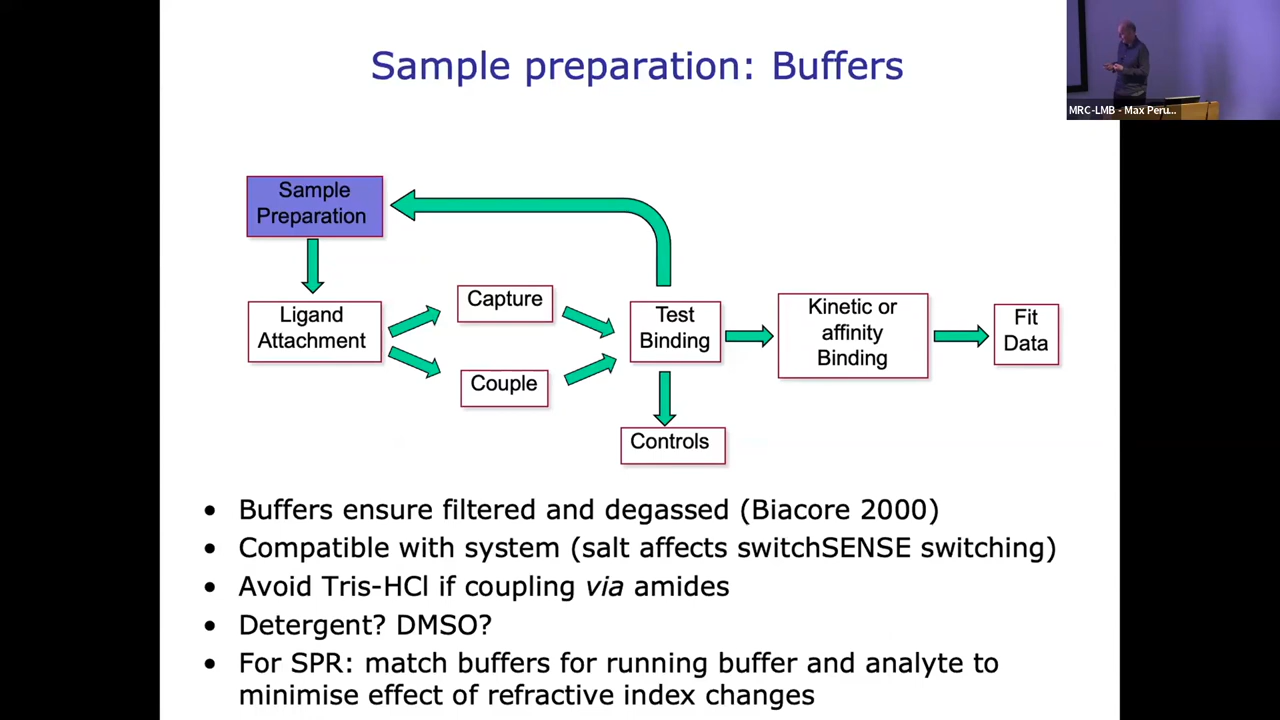 Sample preparation: Buffers
MRC-LMB - Max Peru...
Sample
Preparation
Ligand
Attachment
Capture
Couple
Test
Binding
Controls
Kinetic or
affinity
Binding
Fit
Data
• Buffers ensure filtered and degassed (Biacore 2000)
• Compatible with system (salt affects switchSENSE switching)
• Avoid Tris-HCl if coupling via amides
• Detergent? DMSO?
• For SPR: match buffers for running buffer and analyte to
minimise effect of refractive index changes